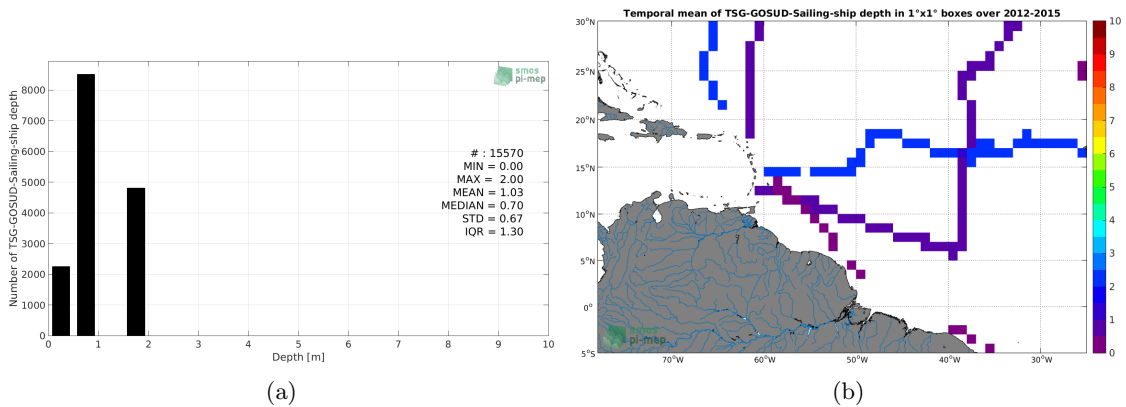 smos
pi-mep
Number of TSG-GOSUD-Sailing-ship depth
8000
7000
6000
5000
4000
3000
2000
1000
0
# : 15570
MIN = 0.00
MAX = 2.00
MEAN = 1.03
MEDIAN = 0.70
STD = 0.67
IQR = 1.30
0 1 2 3 4 5 6 7 8 9 10
Depth [m]
(a)
Temporal mean of TSG-GOSUD-Sailing-ship depth in 1°x1° boxes over 2012-2015
30°N
25°N
20°N
15°N
10°N
5°N
0°
5°S
70°W 60°W 50°W 40°W 30°W
smos
pi-mep
10
9
8
7
6
5
4
3
2
1
0
(b)